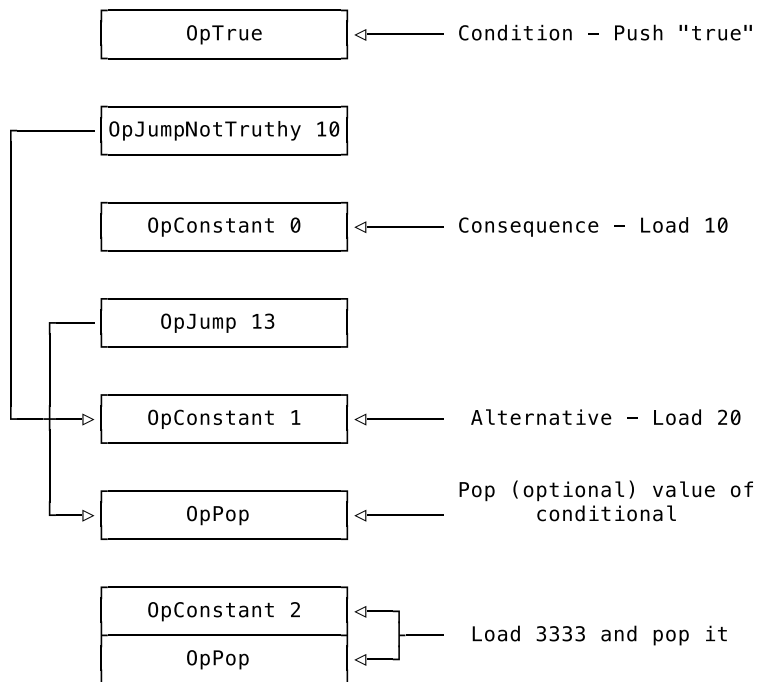 OpTrue
Condition – Push "true"
OpJumpNotTruthy 10
OpConstant 0
Consequence – Load 10
OpJump 13
OpConstant 1
Alternative – Load 20
Pop (optional) value of
conditional
OpPop
OpConstant 2
Load 3333 and pop it
OpPop